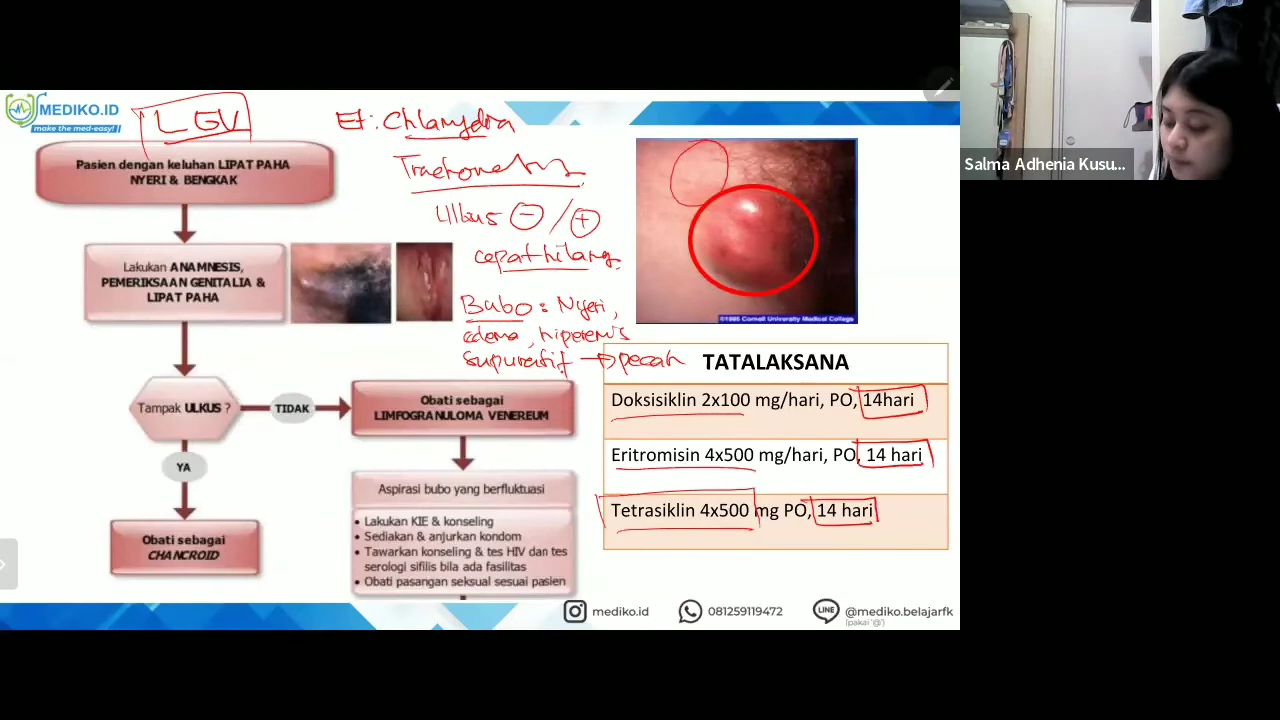 MEDIKO.ID
make the med-easy!
LGV
Et: Chlamydia
Trachomatis
Ulkus ⊖ / ⊕
cepat hilang
Bubo : Nyeri,
edema, hiperemis
supuratif → pecah
Pasien dengan keluhan LIPAT PAHA
NYERI & BENGKAK
Lakukan ANAMNESIS,
PEMERIKSAAN GENITALIA &
LIPAT PAHA
Tampak ULKUS ?
TIDAK
YA
Obati sebagai
CHANCROID
Obati sebagai
LIMFOGRANULOMA VENEREUM
Aspirasi bubo yang berfluktuasi
• Lakukan KIE & konseling
• Sediakan & anjurkan kondom
• Tawarkan konseling & tes HIV dan tes
serologi sifilis bila ada fasilitas
• Obati pasangan seksual sesuai pasien
©1995 Cornell University Medical College
TATALAKSANA
Doksisiklin 2x100 mg/hari, PO, 14hari
Eritromisin 4x500 mg/hari, PO, 14 hari
Tetrasiklin 4x500 mg PO, 14 hari
mediko.id
081259119472
@mediko.belajarfk
(pakai '@')
Salma Adhenia Kusu...